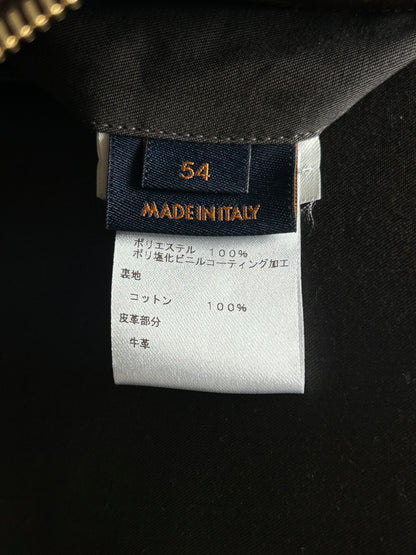 54
MADE IN ITALY
ポリエステル 100%
ポリ塩化ビニルコーティング加工
裏地
コットン 100%
皮革部分
牛革